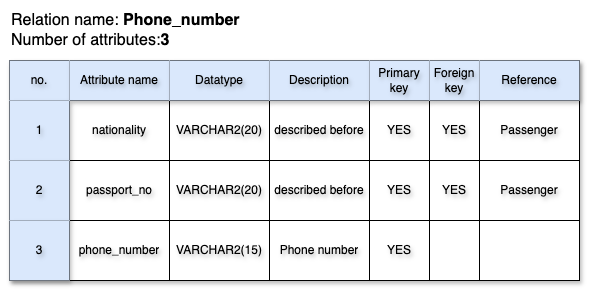 Relation name: Phone_number
Number of attributes:3
no. Attribute name Datatype Description Primary key Foreign key Reference
1 nationality VARCHAR2(20) described before YES YES Passenger
2 passport_no VARCHAR2(20) described before YES YES Passenger
3 phone_number VARCHAR2(15) Phone number YES